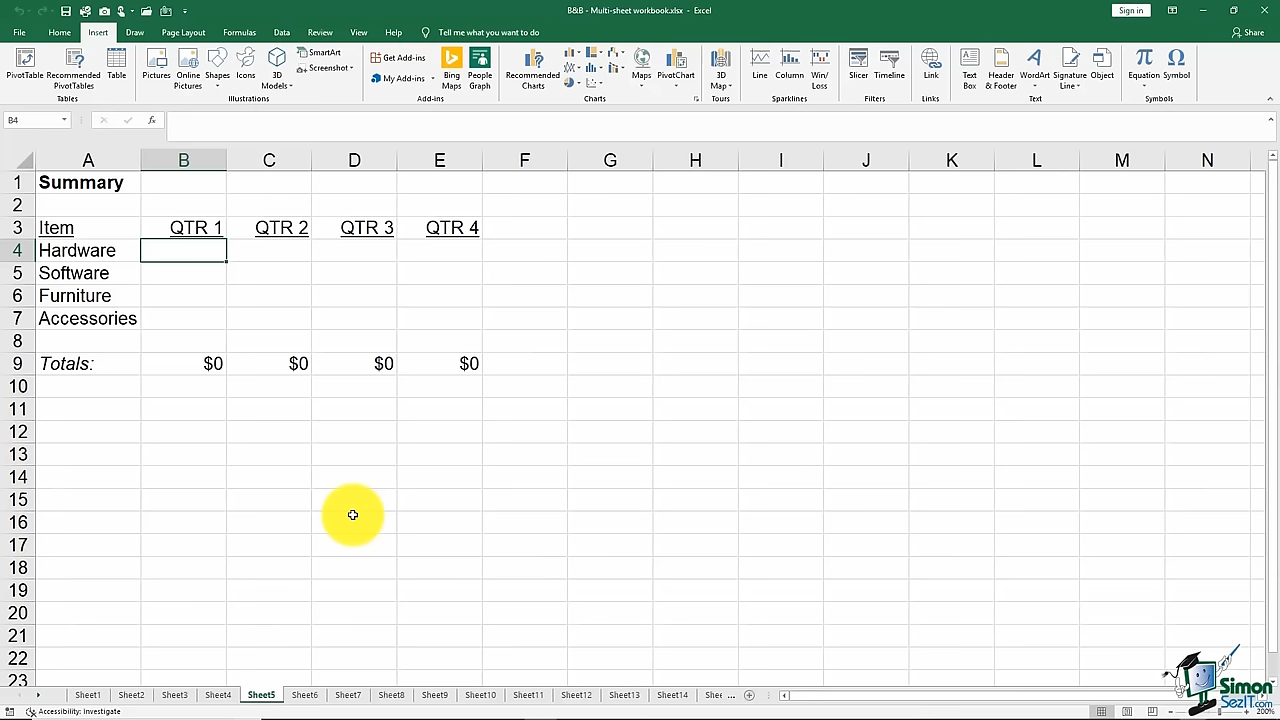 B&B - Multi-sheet workbook.xlsx - Excel
Sign in
File Home Insert Draw Page Layout Formulas Data Review View Help Tell me what you want to do Share
PivotTable
Recommended PivotTables
Table
Tables
Pictures
Online Pictures
Shapes
Icons
3D Models
SmartArt
Screenshot
Illustrations
Get Add-ins
My Add-ins
Bing Maps
People Graph
Add-ins
Recommended Charts
Maps
PivotChart
Charts
3D Map
Tours
Line
Column
Win/Loss
Sparklines
Slicer
Timeline
Filters
Link
Links
Text Box
Header & Footer
WordArt
Signature Line
Object
Text
Equation
Symbol
Symbols
B4 fx
A B C D E F G H I J K L M N
1 Summary
2
3 Item QTR 1 QTR 2 QTR 3 QTR 4
4 Hardware
5 Software
6 Furniture
7 Accessories
8
9 Totals: $0 $0 $0 $0
10
11
12
13
14
15
16
17
18
19
20
21
22
23
Sheet1 Sheet2 Sheet3 Sheet4 Sheet5 Sheet6 Sheet7 Sheet8 Sheet9 Sheet10 Sheet11 Sheet12 Sheet13 Sheet14 Shee ...
Accessibility: Investigate
200%
Simon
SezIT.com